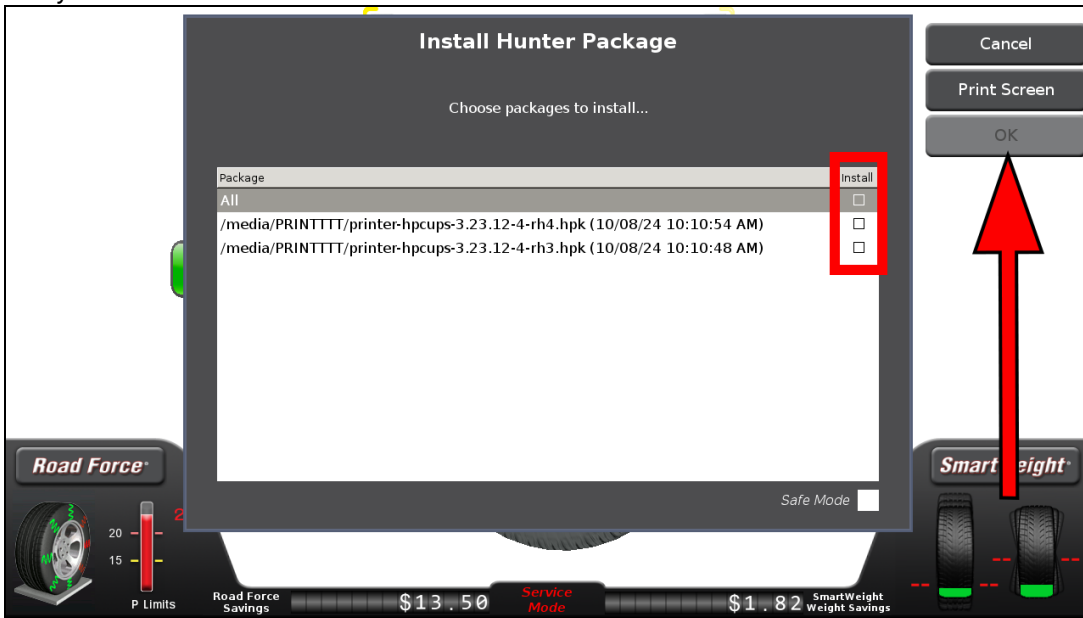 Install Hunter Package
Cancel
Print Screen
Choose packages to install...
OK
Package Install
All
/media/PRINTTTT/printer-hpcups-3.23.12-4-rh4.hpk (10/08/24 10:10:54 AM)
/media/PRINTTTT/printer-hpcups-3.23.12-4-rh3.hpk (10/08/24 10:10:48 AM)
Road Force
Safe Mode
20
15
P Limits
Road Force
Savings
$13.50
Service
Mode
$1.82
SmartWeight
Weight Savings